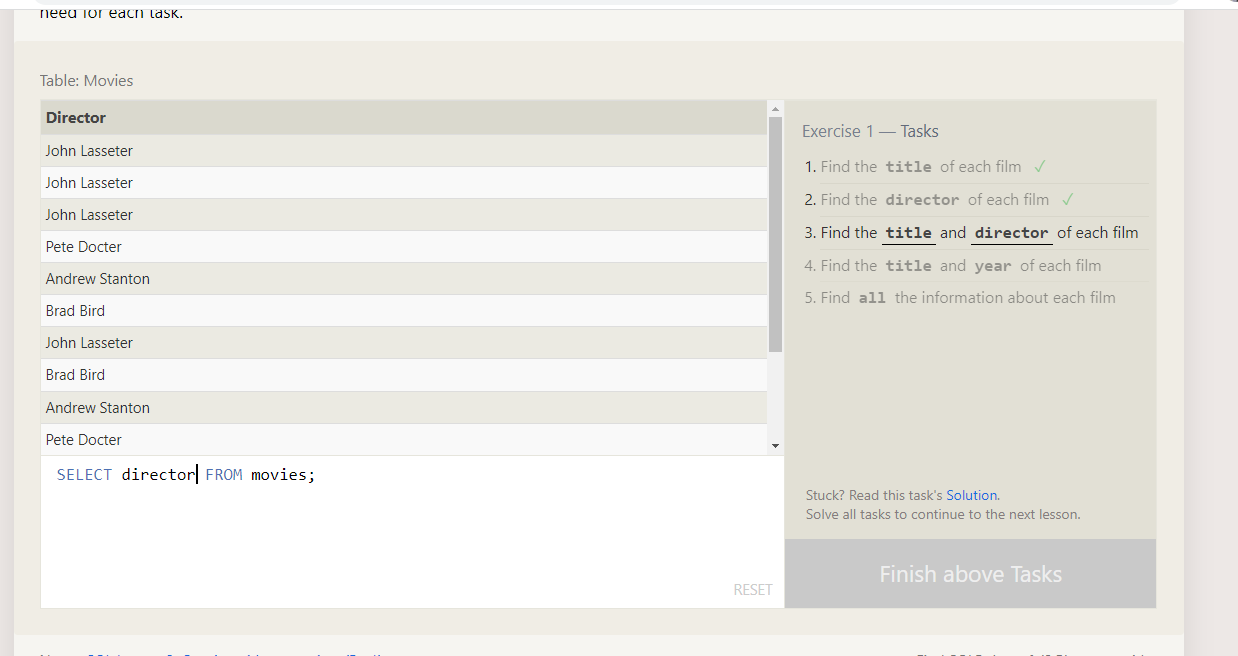 need for each task.
Table: Movies
Director
John Lasseter
John Lasseter
John Lasseter
Pete Docter
Andrew Stanton
Brad Bird
John Lasseter
Brad Bird
Andrew Stanton
Pete Docter
SELECT director FROM movies;
RESET
Exercise 1 — Tasks
1. Find the title of each film ✓
2. Find the director of each film ✓
3. Find the title and director of each film
4. Find the title and year of each film
5. Find all the information about each film
Stuck? Read this task's Solution.
Solve all tasks to continue to the next lesson.
Finish above Tasks